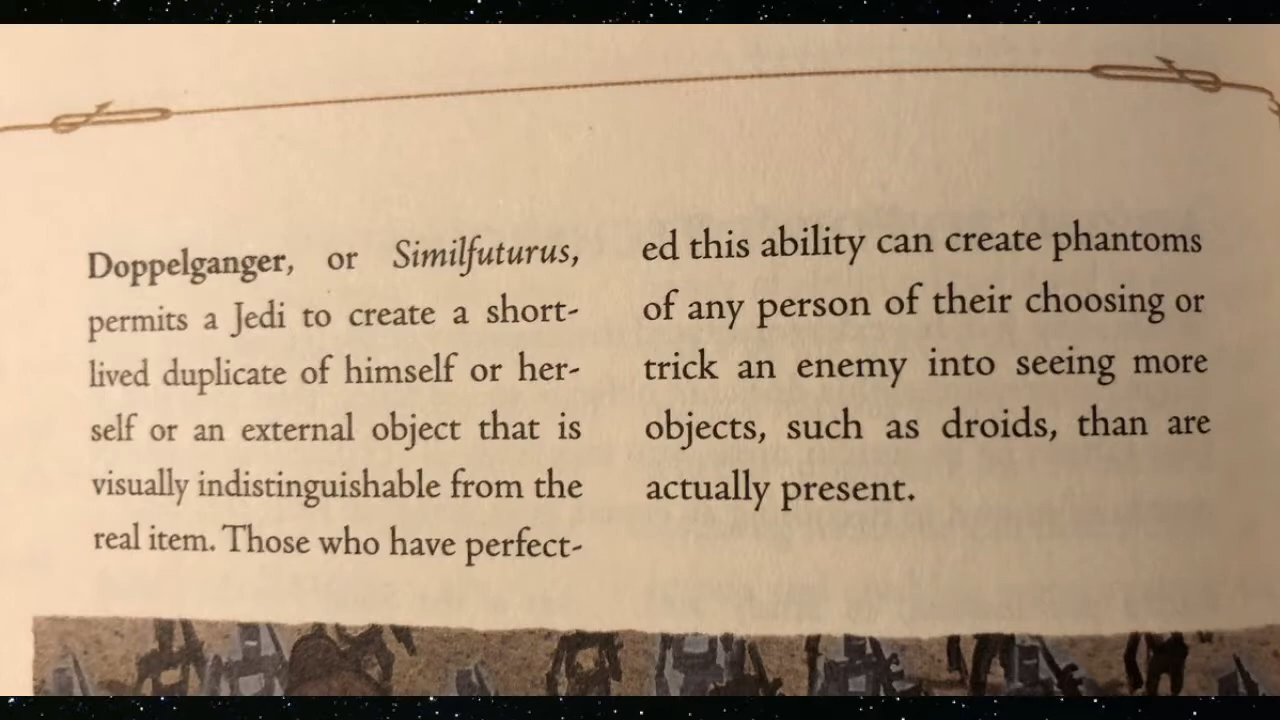 Doppelganger, or Similfuturus,
permits a Jedi to create a short-
lived duplicate of himself or her-
self or an external object that is
visually indistinguishable from the
real item. Those who have perfect-
ed this ability can create phantoms
of any person of their choosing or
trick an enemy into seeing more
objects, such as droids, than are
actually present.